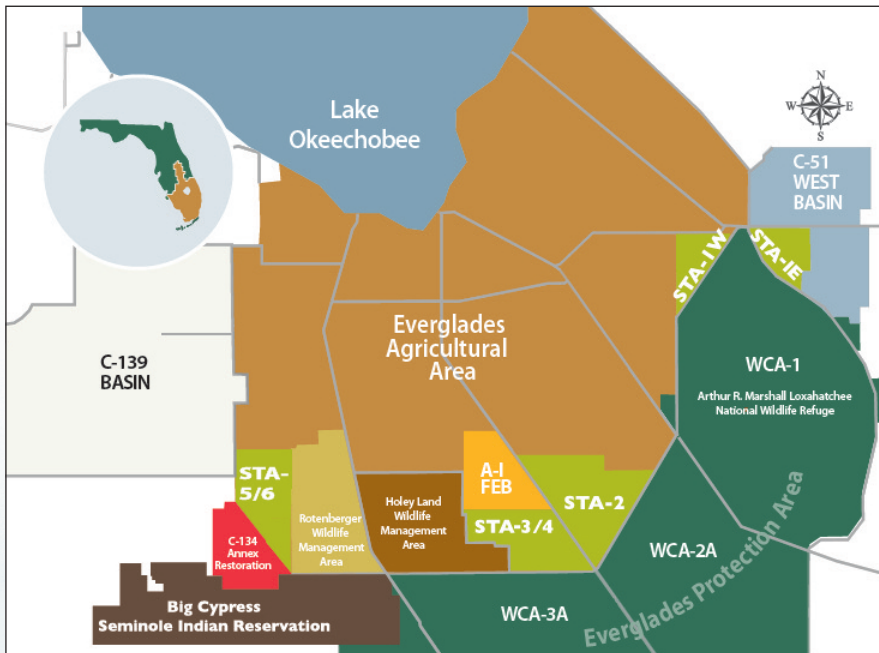 Lake
Okeechobee
N
W
E
S
C-51
WEST
BASIN
STA-1W
STA-IE
Everglades
Agricultural
Area
C-139
BASIN
WCA-1
Arthur R. Marshall Loxahatchee
National Wildlife Refuge
STA-
5/6
A-I
FEB
STA-2
Holey Land
Wildlife
Management
Area
Rotenberger
Wildlife
Management
Area
STA-3/4
C-134
Annex
Restoration
WCA-2A
Everglades Protection Area
Big Cypress
Seminole Indian Reservation
WCA-3A